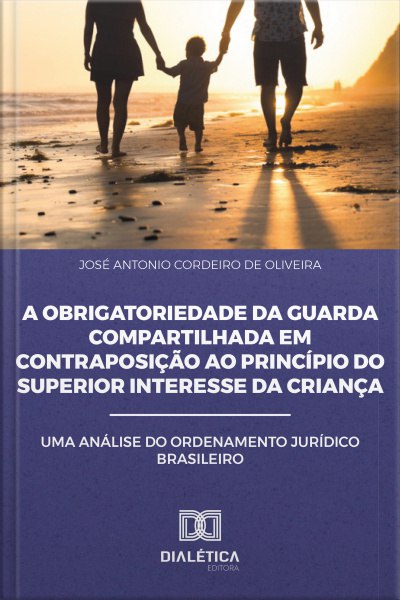 JOSÉ ANTONIO CORDEIRO DE OLIVEIRA
A OBRIGATORIEDADE DA GUARDA
COMPARTILHADA EM
CONTRAPOSIÇÃO AO PRINCÍPIO DO
SUPERIOR INTERESSE DA CRIANÇA
UMA ANÁLISE DO ORDENAMENTO JURÍDICO
BRASILEIRO
DIALÉTICA
EDITORA